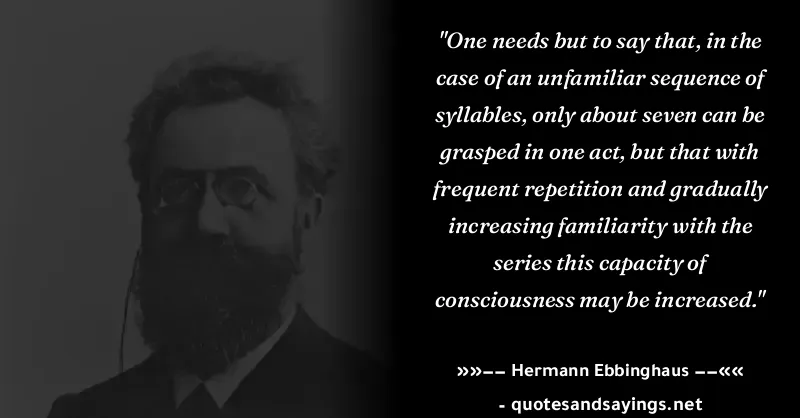 "One needs but to say that, in the
case of an unfamiliar sequence of
syllables, only about seven can be
grasped in one act, but that with
frequent repetition and gradually
increasing familiarity with the
series this capacity of
consciousness may be increased."
»»–– Hermann Ebbinghaus ––««
- quotesandsayings.net